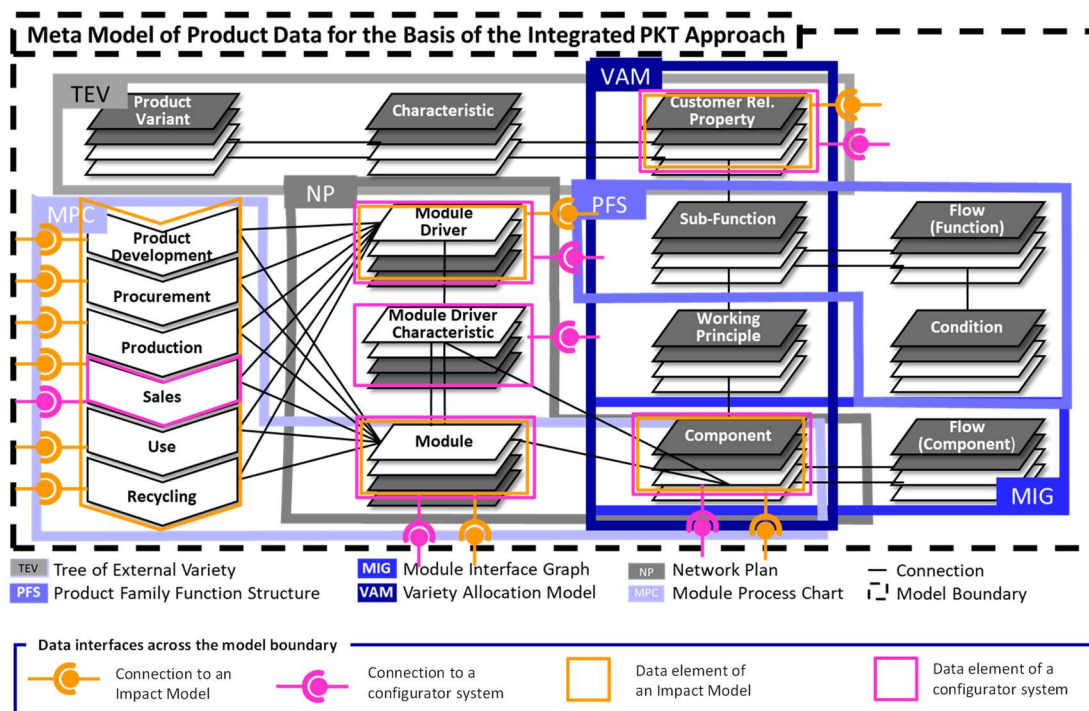 Meta Model of Product Data for the Basis of the Integrated PKT Approach
VAM
TEV
Product
Variant
Characteristic
Customer Rel.
Property
NP
MPC
PFS
Product
Development
Procurement
Production
Sales
Use
Recycling
Module
Driver
Module Driver
Characteristic
Module
Sub-Function
Flow
(Function)
Working
Principle
Condition
Component
Flow
(Component)
MIG
TEV Tree of External Variety
MIG Module Interface Graph
NP Network Plan
Connection
PFS Product Family Function Structure
VAM Variety Allocation Model
MPC Module Process Chart
Model Boundary
Data interfaces across the model boundary
Connection to an
Impact Model
Connection to a
configurator system
Data element of
an Impact Model
Data element of a
configurator system